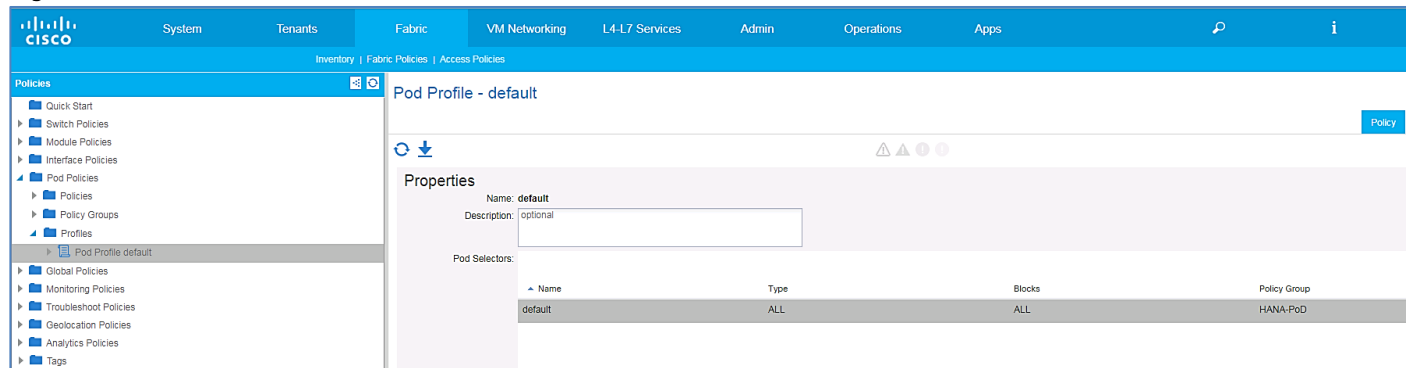 CISCO System Tenants Fabric VM Networking L4-L7 Services Admin Operations Apps i
Inventory | Fabric Policies | Access Policies
Policies
Quick Start
Switch Policies
Module Policies
Interface Policies
Pod Policies
Policies
Policy Groups
Profiles
Pod Profile default
Global Policies
Monitoring Policies
Troubleshoot Policies
Geolocation Policies
Analytics Policies
Tags
Pod Profile - default
Policy
Properties
Name: default
Description: optional
Pod Selectors:
Name Type Blocks Policy Group
default ALL ALL HANA-PoD